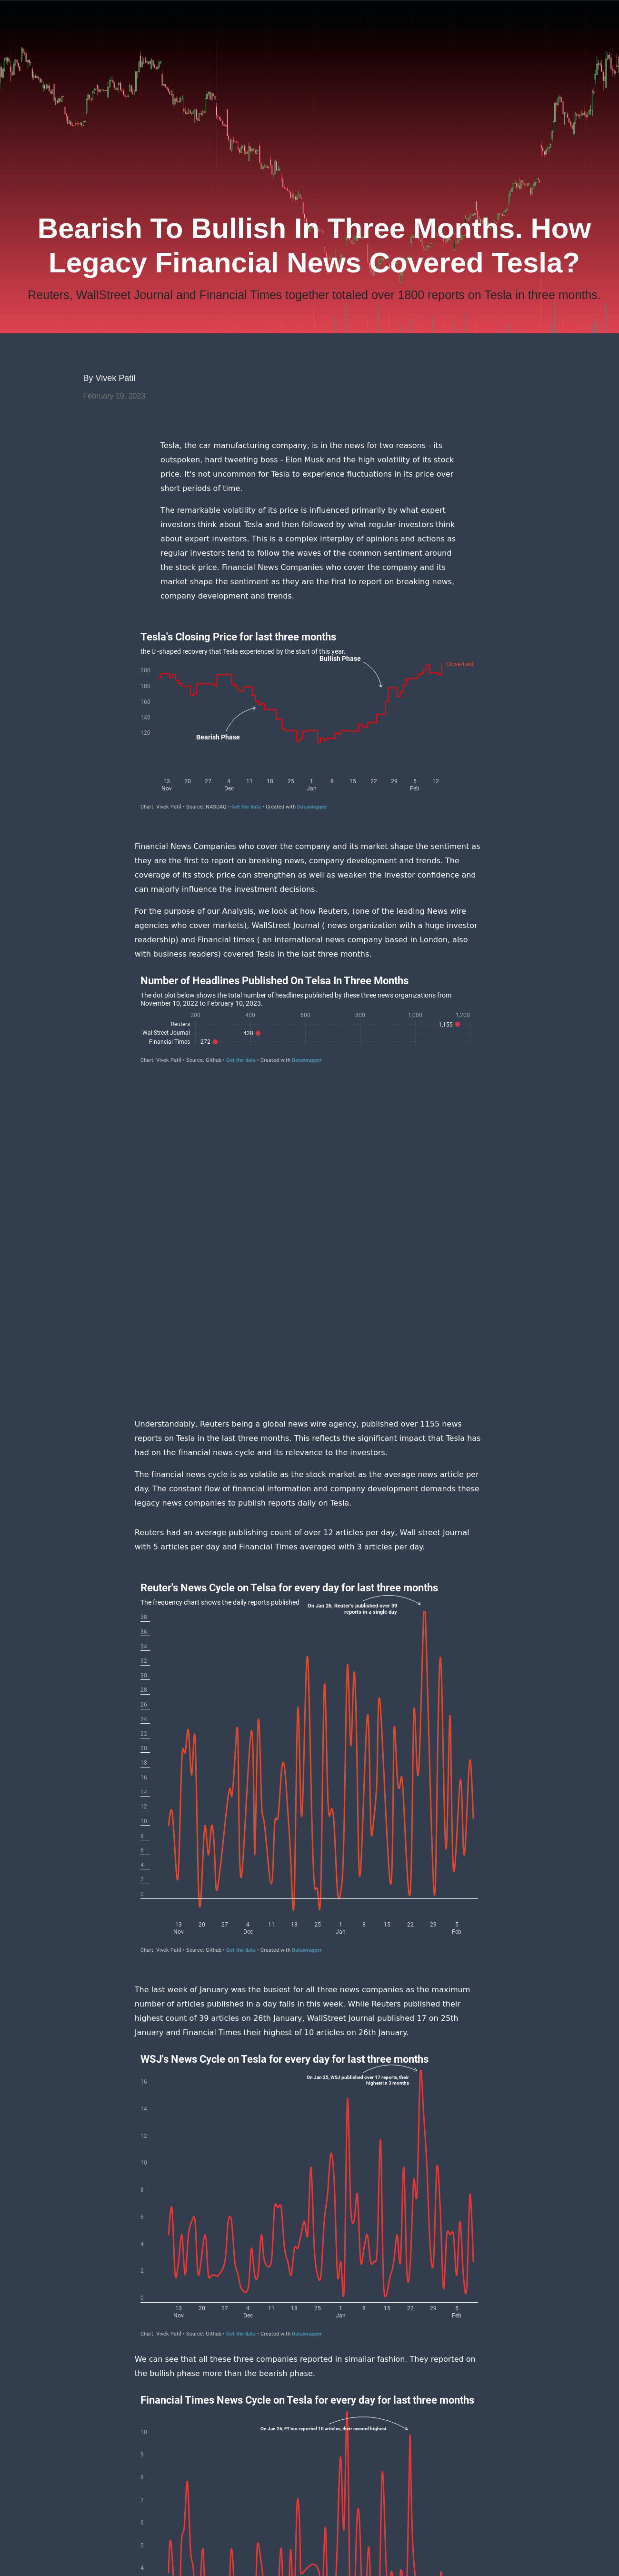 Bearish To Bullish In Three Months. How
Legacy Financial News Covered Tesla?
Reuters, WallStreet Journal and Financial Times together totaled over 1800 reports on Tesla in three months.
By Vivek Patil
February 19, 2023
Tesla, the car manufacturing company, is in the news for two reasons - its
outspoken, hard tweeting boss - Elon Musk and the high volatility of its stock
price. It's not uncommon for Tesla to experience fluctuations in its price over
short periods of time.
The remarkable volatility of its price is influenced primarily by what expert
investors think about Tesla and then followed by what regular investors think
about expert investors. This is a complex interplay of opinions and actions as
regular investors tend to follow the waves of the common sentiment around
the stock price. Financial News Companies who cover the company and its
market shape the sentiment as they are the first to report on breaking news,
company development and trends.
Tesla's Closing Price for last three months
the U -shaped recovery that Tesla experienced by the start of this year.
Bullish Phase
Close/Last
200
180
160
140
120
Bearish Phase
13 20 27 4 11 18 25 1 8 15 22 29 5 12
Nov Dec Jan Feb
Chart: Vivek Patil • Source: NASDAQ • Get the data • Created with Datawrapper
Financial News Companies who cover the company and its market shape the sentiment as
they are the first to report on breaking news, company development and trends. The
coverage of its stock price can strengthen as well as weaken the investor confidence and
can majorly influence the investment decisions.
For the purpose of our Analysis, we look at how Reuters, (one of the leading News wire
agencies who cover markets), WallStreet Journal ( news organization with a huge investor
readership) and Financial times ( an international news company based in London, also
with business readers) covered Tesla in the last three months.
Number of Headlines Published On Telsa In Three Months
The dot plot below shows the total number of headlines published by these three news organizations from
November 10, 2022 to February 10, 2023.
200 400 600 800 1,000 1,200
Reuters 1,155
WallStreet Journal 428
Financial Times 272
Chart: Vivek Patil • Source: Github • Get the data • Created with Datawrapper
Understandably, Reuters being a global news wire agency, published over 1155 news
reports on Tesla in the last three months. This reflects the significant impact that Tesla has
had on the financial news cycle and its relevance to the investors.
The financial news cycle is as volatile as the stock market as the average news article per
day. The constant flow of financial information and company development demands these
legacy news companies to publish reports daily on Tesla.
Reuters had an average publishing count of over 12 articles per day, Wall street Journal
with 5 articles per day and Financial Times averaged with 3 articles per day.
Reuter's News Cycle on Telsa for every day for last three months
The frequency chart shows the daily reports published
On Jan 26, Reuter's published over 39
reports in a single day
38
36
34
32
30
28
26
24
22
20
18
16
14
12
10
8
6
4
2
0
13 20 27 4 11 18 25 1 8 15 22 29 5
Nov Dec Jan Feb
Chart: Vivek Patil • Source: Github • Get the data • Created with Datawrapper
The last week of January was the busiest for all three news companies as the maximum
number of articles published in a day falls in this week. While Reuters published their
highest count of 39 articles on 26th January, WallStreet Journal published 17 on 25th
January and Financial Times their highest of 10 articles on 26th January.
WSJ's News Cycle on Tesla for every day for last three months
On Jan 25, WSJ published over 17 reports, their
highest in 3 months
16
14
12
10
8
6
4
2
0
13 20 27 4 11 18 25 1 8 15 22 29 5
Nov Dec Jan Feb
Chart: Vivek Patil • Source: Github • Get the data • Created with Datawrapper
We can see that all these three companies reported in simailar fashion. They reported on
the bullish phase more than the bearish phase.
Financial Times News Cycle on Tesla for every day for last three months
On Jan 26, FT too reported 10 articles, their second highest
10
9
8
7
6
5
4